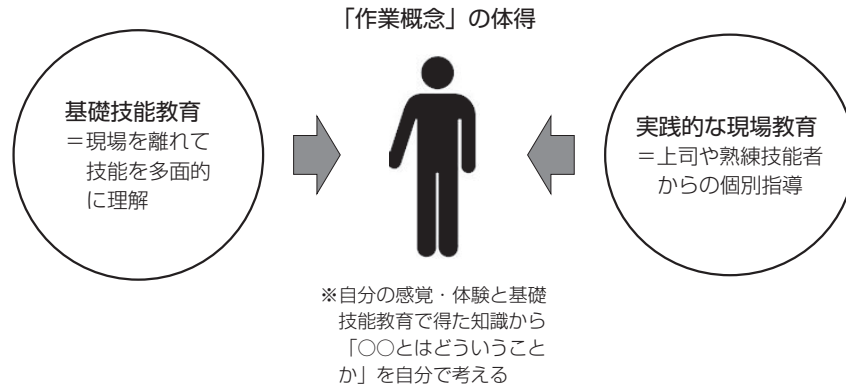 「作業概念」の体得
基礎技能教育
＝現場を離れて
技能を多面的
に理解
実践的な現場教育
＝上司や熟練技能者
からの個別指導
※自分の感覚・体験と基礎
技能教育で得た知識から
「○○とはどういうこと
か」を自分で考える